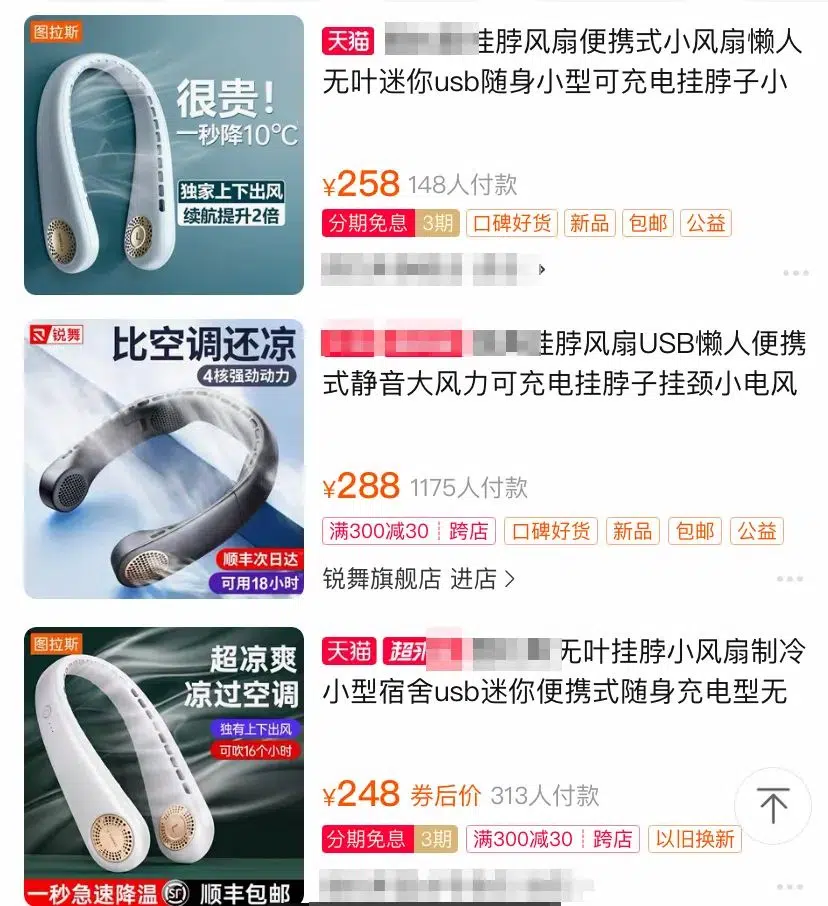 图拉斯
很贵！
一秒降10℃
独家上下出风
续航提升2倍
天猫 挂脖风扇便携式小风扇懒人
无叶迷你usb随身小型可充电挂脖子小
¥258 148人付款
分期免息 3期 口碑好货 新品 包邮 公益
锐舞
比空调还凉
4核强劲动力
顺丰次日达
可用18小时
挂脖风扇USB懒人便携
式静音大风力可充电挂脖子挂颈小电风
¥288 1175人付款
满300减30 跨店 口碑好货 新品 包邮 公益
锐舞旗舰店 进店
图拉斯
超凉爽
凉过空调
独有上下出风
可吹16个小时
一秒急速降温 顺丰包邮
天猫 无叶挂脖小风扇制冷
小型宿舍usb迷你便携式随身充电型无
¥248 券后价 313人付款
分期免息 3期 满300减30 跨店 以旧换新